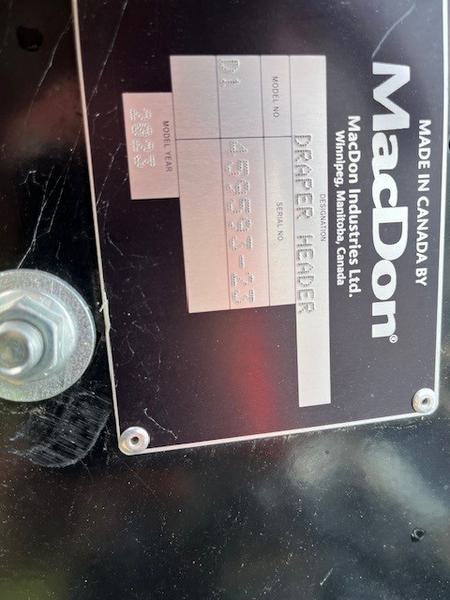 MADE IN CANADA BY
MacDon®
MacDon Industries Ltd.
Winnipeg, Manitoba, Canada
DESIGNATION
DRAPER HEADER
MODEL NO.
SERIAL NO.
D1
459593-23
MODEL YEAR
2023